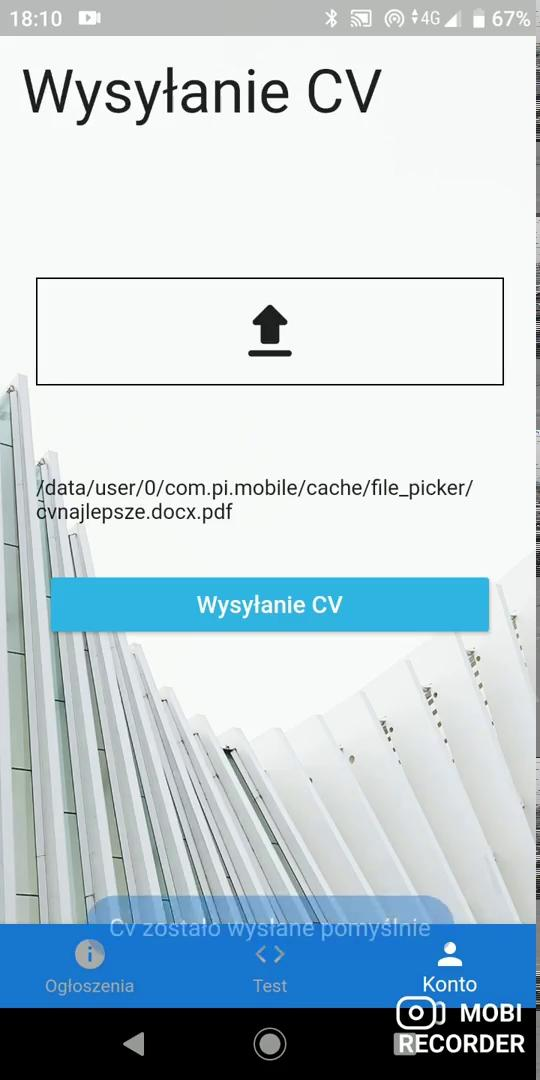 18:10 4G 67%
Wysyłanie CV
/data/user/0/com.pi.mobile/cache/file_picker/
cvnajlepsze.docx.pdf
Wysyłanie CV
Cv zostało wysłane pomyślnie
Ogłoszenia Test Konto
MOBI
RECORDER